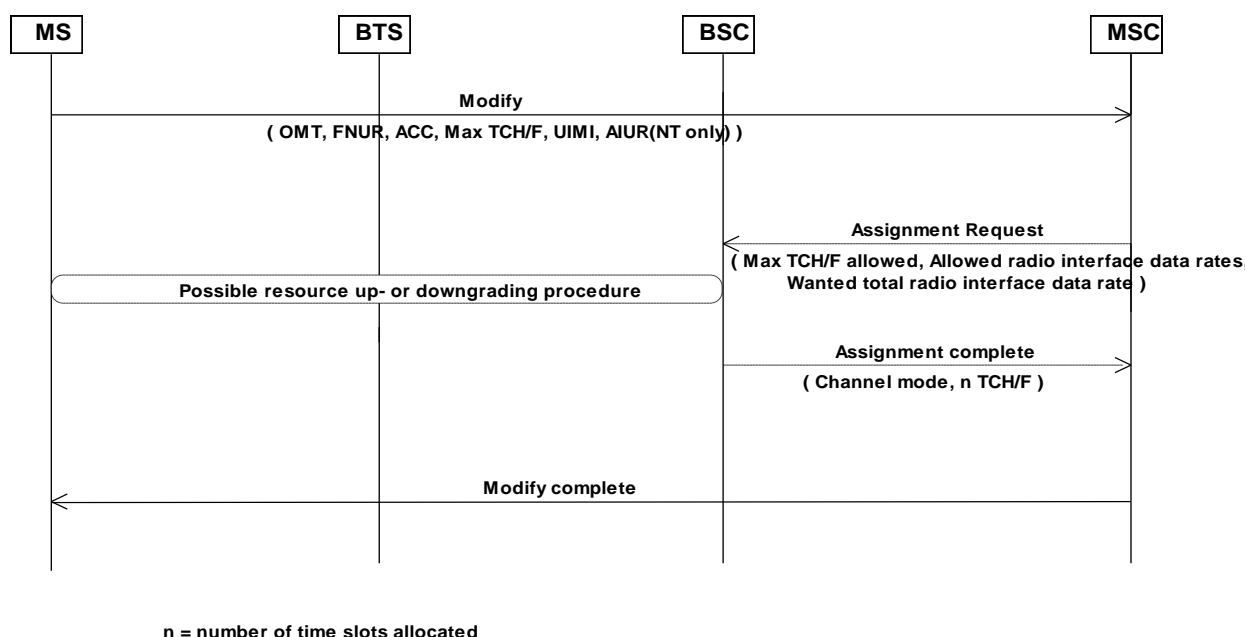 MS BTS BSC MSC
Modify
( OMT, FNUR, ACC, Max TCH/F, UIMI, AIUR(NT only) )
Assignment Request
( Max TCH/F allowed, Allowed radio interface data rates,
Wanted total radio interface data rate )
Possible resource up- or downgrading procedure
Assignment complete
( Channel mode, n TCH/F )
Modify complete
n = number of time slots allocated